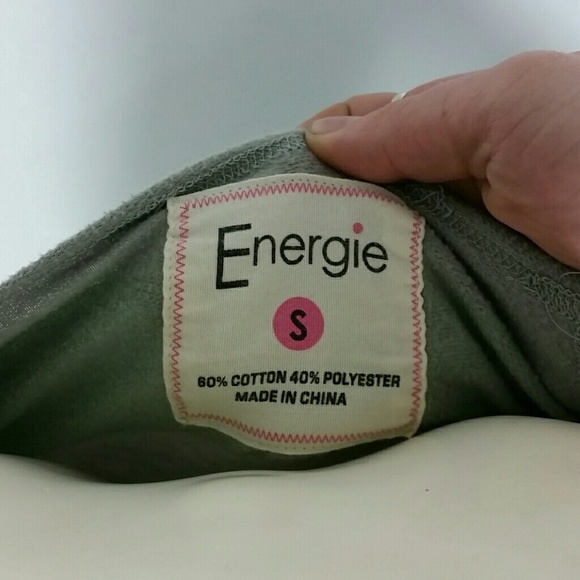 Energie
S
60% COTTON 40% POLYESTER
MADE IN CHINA